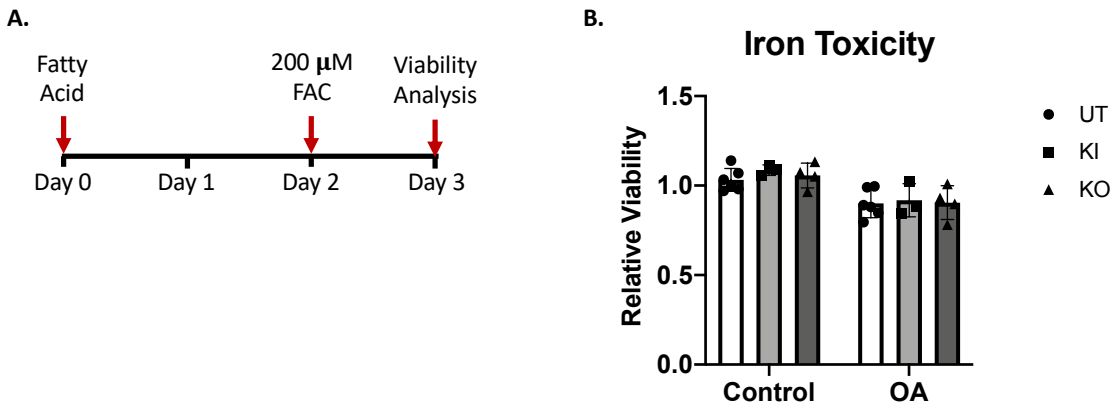 A.
Fatty
Acid
200 μM
FAC
Viability
Analysis
Day 0
Day 1
Day 2
Day 3
B.
Iron Toxicity
Relative Viability
1.5
1.0
0.5
0.0
Control
OA
UT
KI
KO